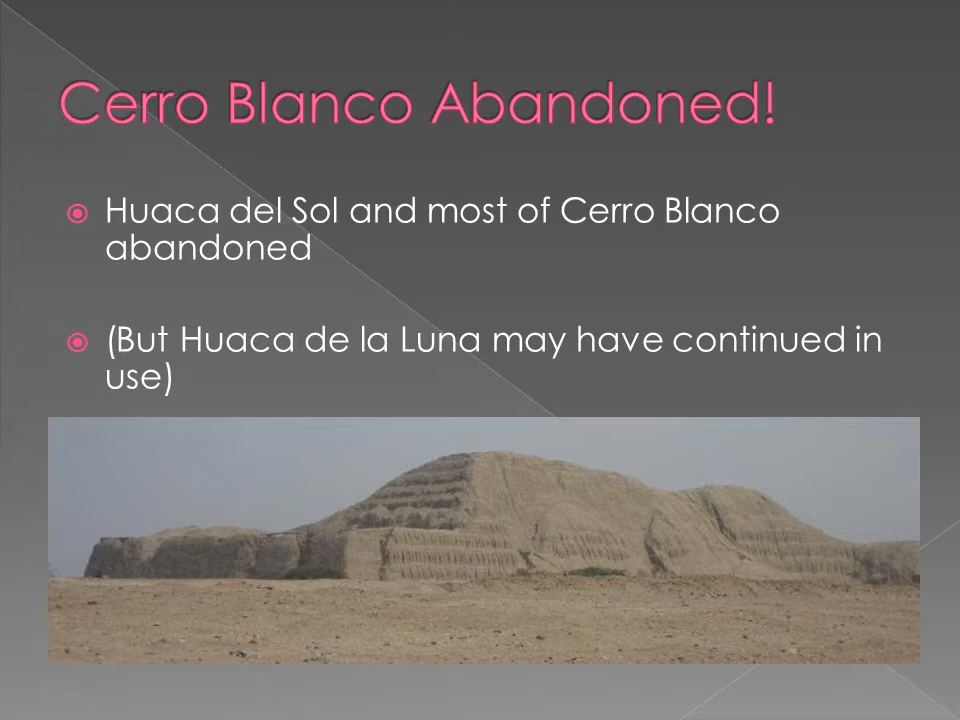 Cerro Blanco Abandoned!
Huaca del Sol and most of Cerro Blanco
abandoned
(But Huaca de la Luna may have continued in
use)